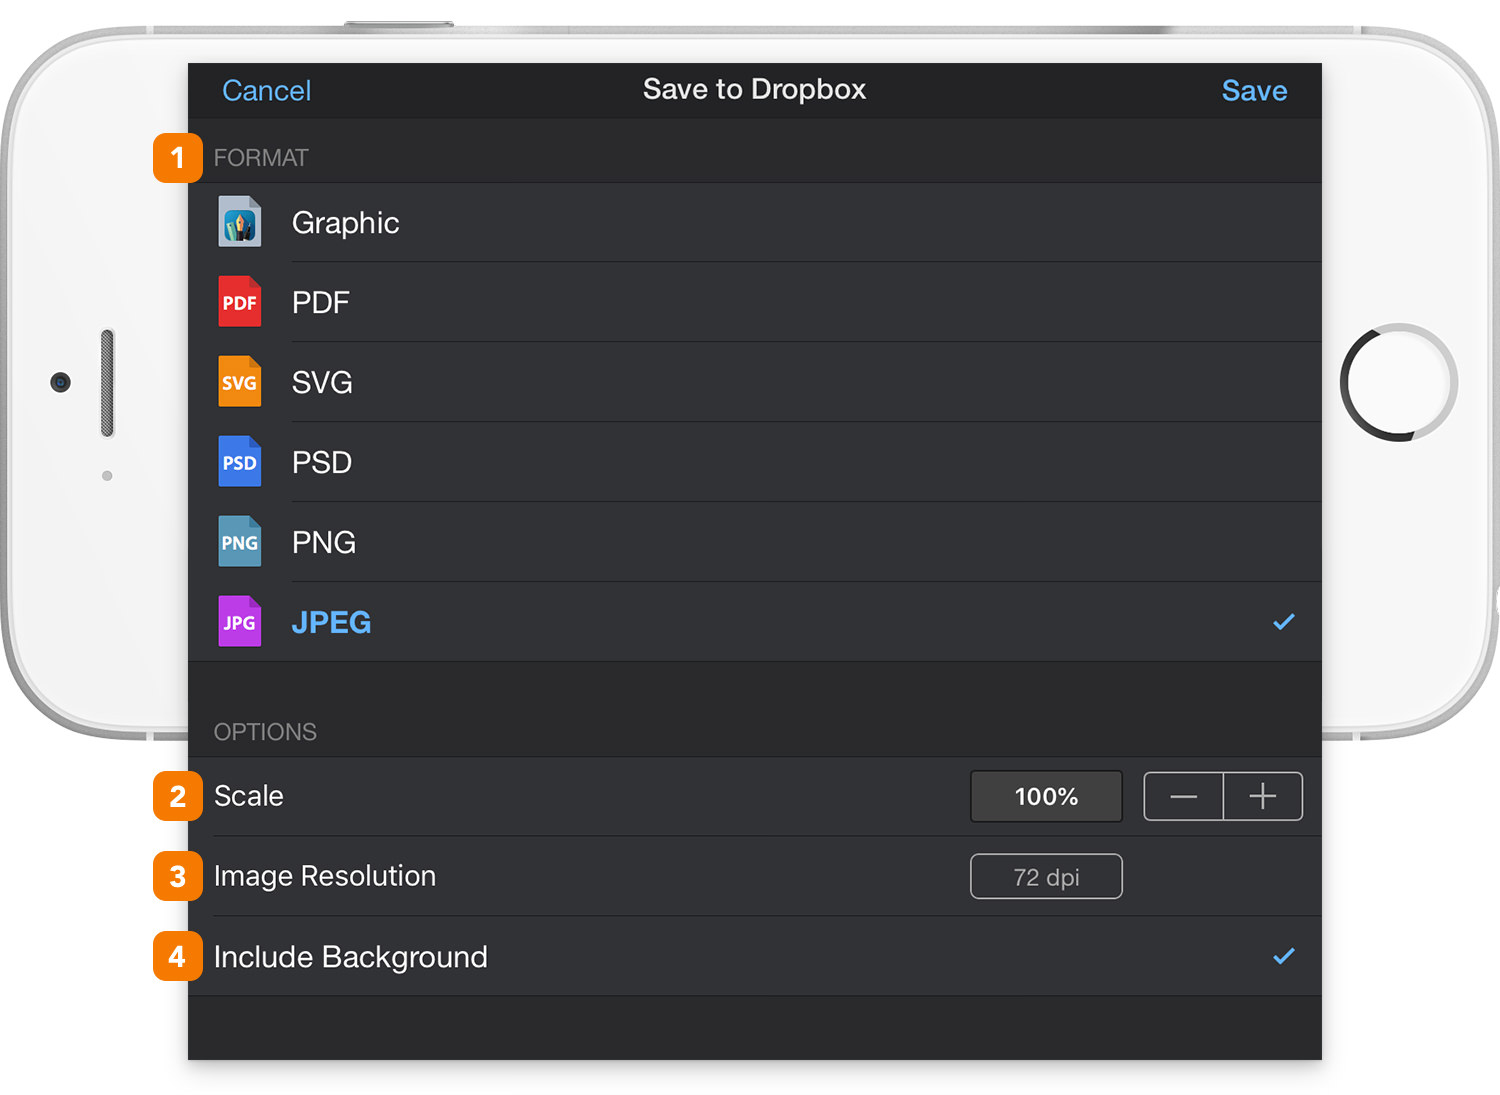 Cancel Save to Dropbox Save
1 FORMAT
Graphic
PDF PDF
SVG SVG
PSD PSD
PNG PNG
JPG JPEG
OPTIONS
2 Scale 100%
3 Image Resolution 72 dpi
4 Include Background